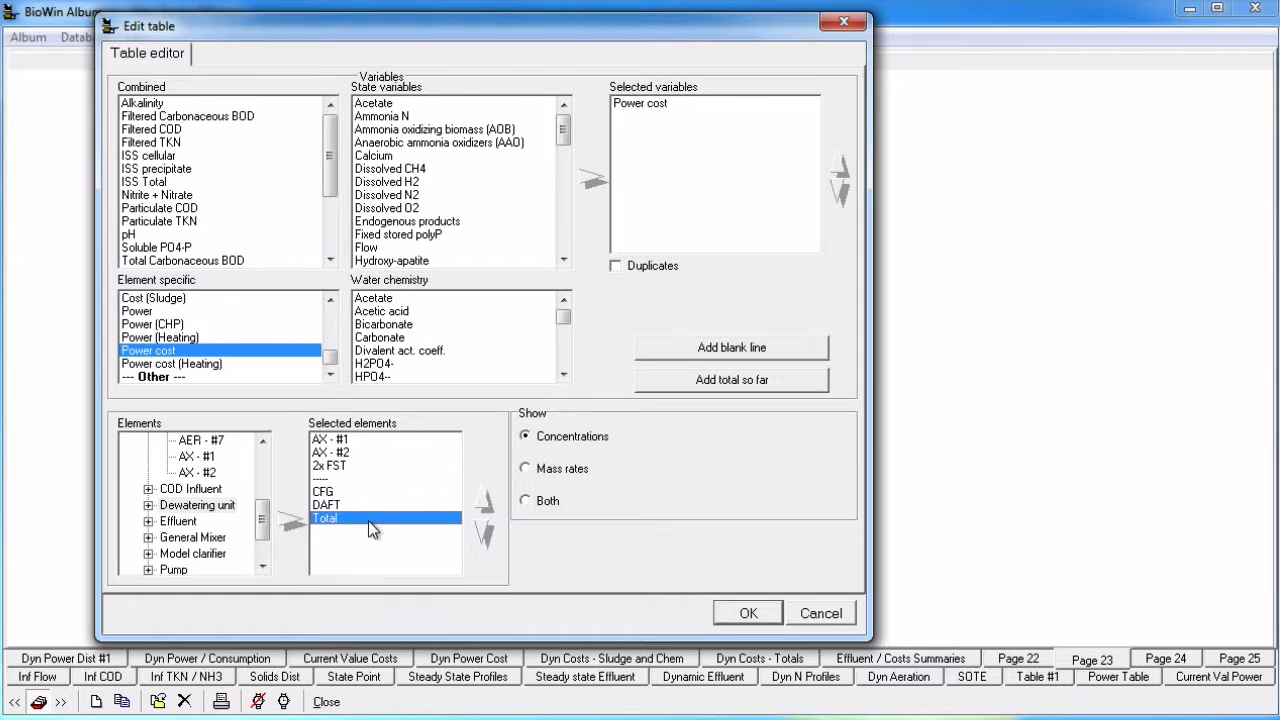 BioWin Album
Album Datab
Edit table
Table editor
Variables
Combined
Alkalinity
Filtered Carbonaceous BOD
Filtered COD
Filtered TKN
ISS cellular
ISS precipitate
ISS Total
Nitrite + Nitrate
Particulate COD
Particulate TKN
pH
Soluble PO4-P
Total Carbonaceous BOD
State variables
Acetate
Ammonia N
Ammonia oxidizing biomass (AOB)
Anaerobic ammonia oxidizers (AAO)
Calcium
Dissolved CH4
Dissolved H2
Dissolved N2
Dissolved O2
Endogenous products
Fixed stored polyP
Flow
Hydroxy-apatite
Selected variables
Power cost
Duplicates
Element specific
Cost (Sludge)
Power
Power (CHP)
Power (Heating)
Power cost
Power cost (Heating)
--- Other ---
Water chemistry
Acetate
Acetic acid
Bicarbonate
Carbonate
Divalent act. coeff.
H2PO4-
HPO4--
Add blank line
Add total so far
Elements
AER - #7
AX - #1
AX - #2
COD Influent
Dewatering unit
Effluent
General Mixer
Model clarifier
Pump
Selected elements
AX - #1
AX - #2
2x FST
-----
CFG
DAFT
Total
Show
Concentrations
Mass rates
Both
OK Cancel
Dyn Power Dist #1 Dyn Power / Consumption Current Value Costs Dyn Power Cost Dyn Costs - Sludge and Chem Dyn Costs - Totals Effluent / Costs Summaries Page 22 Page 23 Page 24 Page 25
Inf Flow Inf COD Inf TKN / NH3 Solids Dist State Point Steady State Profiles Steady state Effluent Dynamic Effluent Dyn N Profiles Dyn Aeration SOTE Table #1 Power Table Current Val Power
<< >> Close